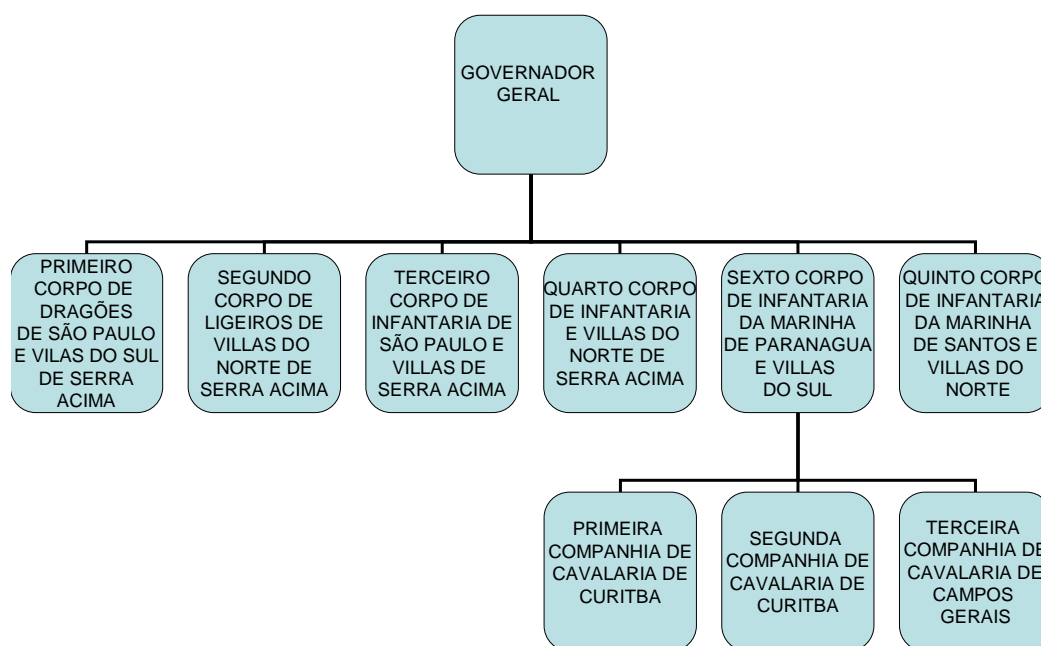 GOVERNADOR
GERAL
PRIMEIRO
CORPO DE
DRAGÕES
DE SÃO PAULO
E VILAS DO SUL
DE SERRA
ACIMA
SEGUNDO
CORPO DE
LIGEIROS DE
VILLAS DO
NORTE DE
SERRA ACIMA
TERCEIRO
CORPO DE
INFANTARIA DE
SÃO PAULO E
VILLAS DE
SERRA ACIMA
QUARTO CORPO
DE INFANTARIA
E VILLAS DO
NORTE DE
SERRA ACIMA
SEXTO CORPO
DE INFANTARIA
DA MARINHA
DE PARANAGUA
E VILLAS
DO SUL
QUINTO CORPO
DE INFANTARIA
DA MARINHA
DE SANTOS E
VILLAS DO
NORTE
PRIMEIRA
COMPANHIA DE
CAVALARIA DE
CURITBA
SEGUNDA
COMPANHIA DE
CAVALARIA DE
CURITBA
TERCEIRA
COMPANHIA DE
CAVALARIA DE
CAMPOS
GERAIS